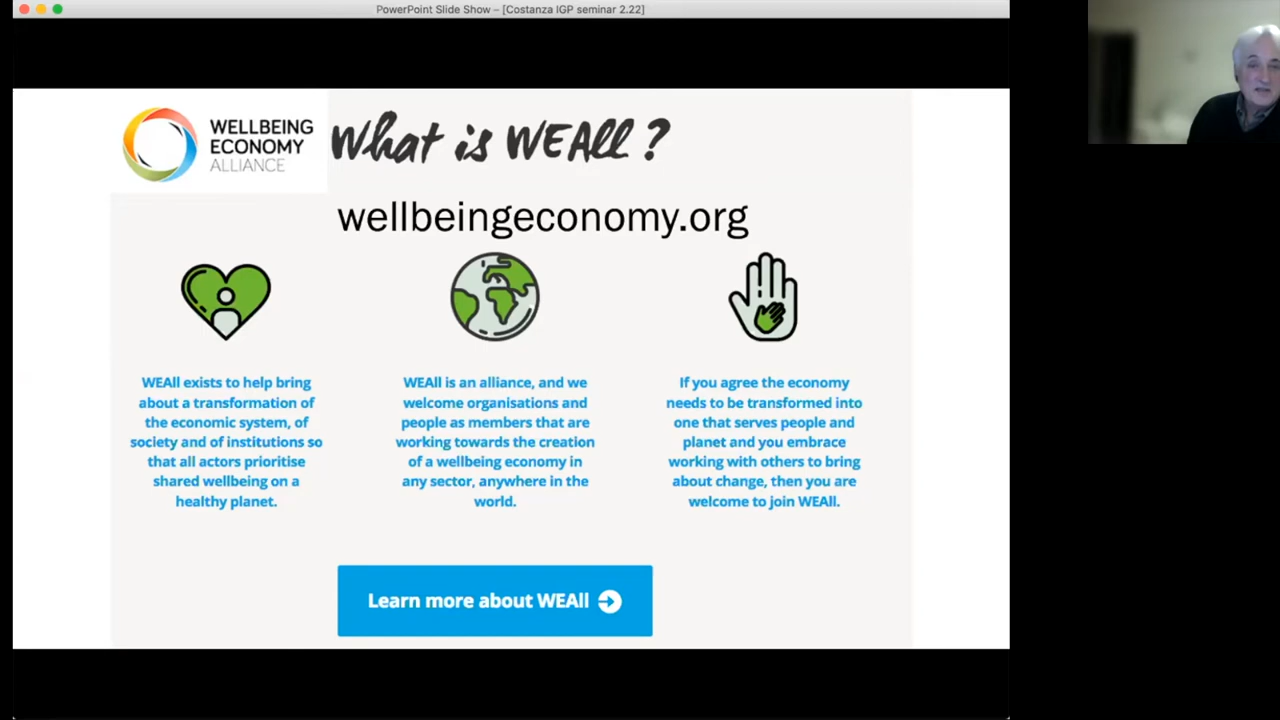 PowerPoint Slide Show – [Costanza IGP seminar 2.22]
WELLBEING
ECONOMY
ALLIANCE
What is WEAll ?
wellbeingeconomy.org
WEAll exists to help bring
about a transformation of
the economic system, of
society and of institutions so
that all actors prioritise
shared wellbeing on a
healthy planet.
WEAll is an alliance, and we
welcome organisations and
people as members that are
working towards the creation
of a wellbeing economy in
any sector, anywhere in the
world.
If you agree the economy
needs to be transformed into
one that serves people and
planet and you embrace
working with others to bring
about change, then you are
welcome to join WEAll.
Learn more about WEAll